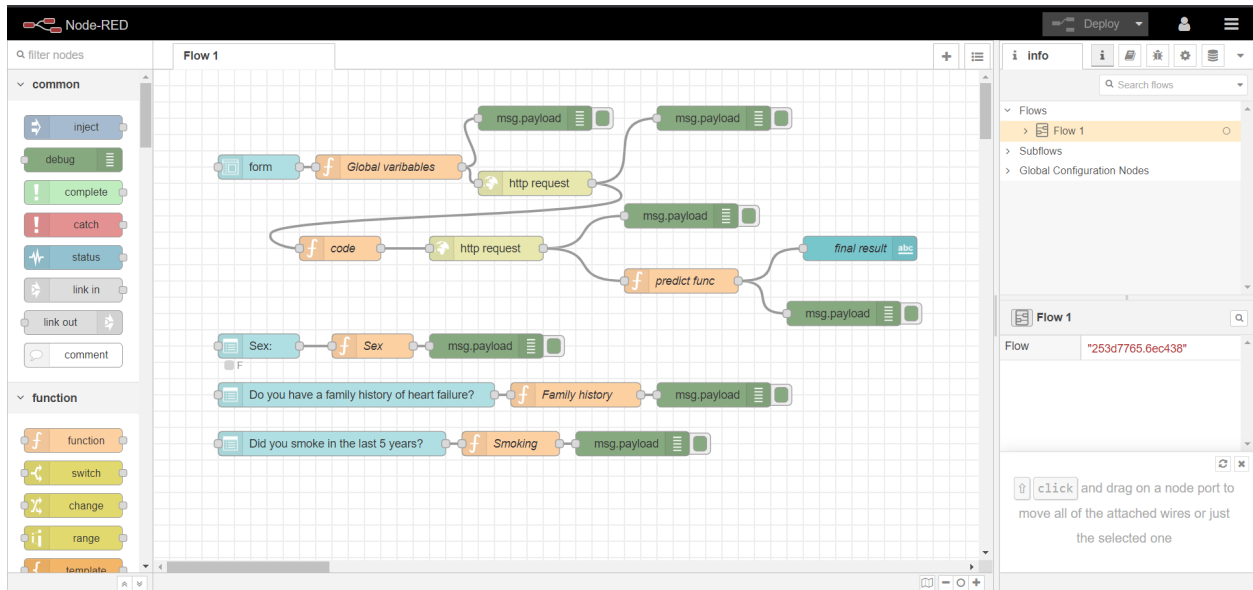 Node-RED
Deploy
filter nodes
common
inject
debug
complete
catch
status
link in
link out
comment
function
function
switch
change
range
template
Flow 1
msg.payload
msg.payload
form
Global varibables
http request
msg.payload
code
http request
final result
abc
predict func
msg.payload
Sex:
Sex
msg.payload
F
Do you have a family history of heart failure?
Family history
msg.payload
Did you smoke in the last 5 years?
Smoking
msg.payload
i info
i
Search flows
Flows
Flow 1
Subflows
Global Configuration Nodes
Flow 1
Flow
"253d7765.6ec438"
⇧ click and drag on a node port to
move all of the attached wires or just
the selected one